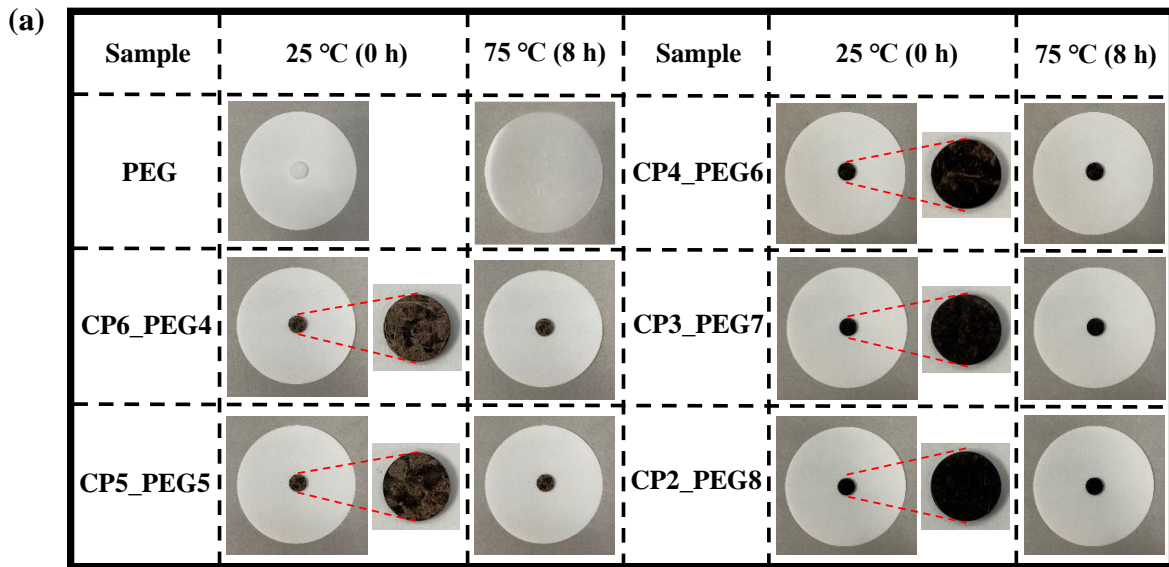 (a)
Sample 25 °C (0 h) 75 °C (8 h) Sample 25 °C (0 h) 75 °C (8 h)
PEG CP4_PEG6
CP6_PEG4 CP3_PEG7
CP5_PEG5 CP2_PEG8